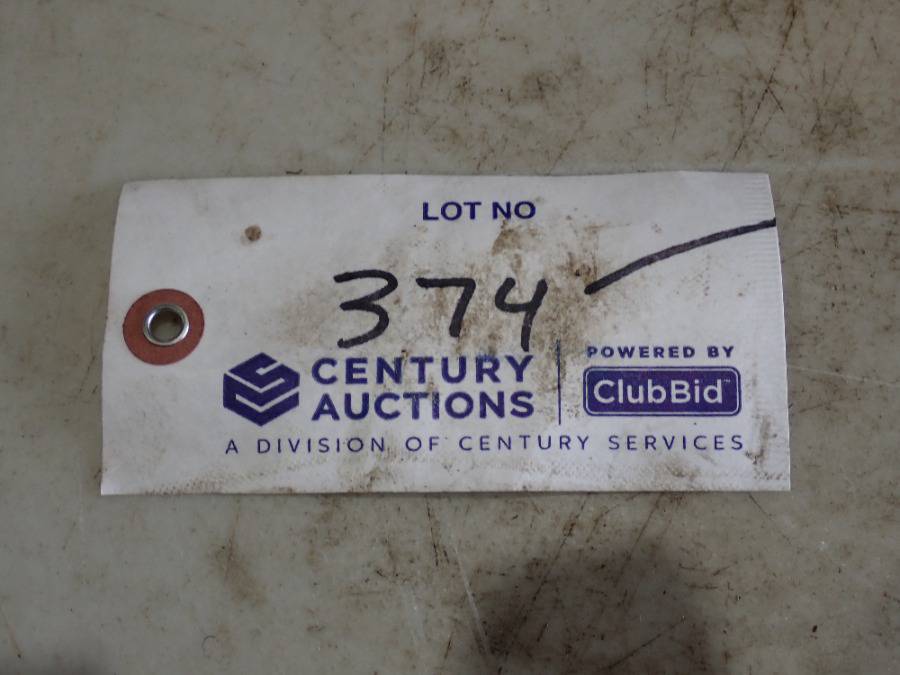 LOT NO
374
CENTURY
AUCTIONS
POWERED BY
ClubBid™
A DIVISION OF CENTURY SERVICES